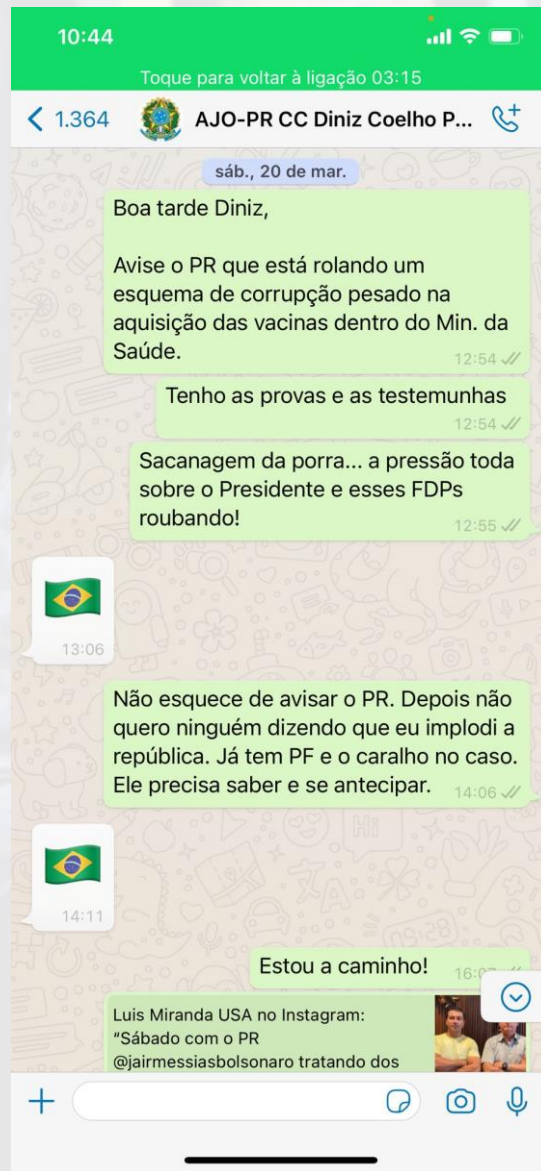 10:44
Toque para voltar à ligação 03:15
1.364
AJO-PR CC Diniz Coelho P...
sáb., 20 de mar.
Boa tarde Diniz,
Avise o PR que está rolando um
esquema de corrupção pesado na
aquisição das vacinas dentro do Min. da
Saúde.
12:54
Tenho as provas e as testemunhas
12:54
Sacanagem da porra... a pressão toda
sobre o Presidente e esses FDPs
roubando!
12:55
13:06
Não esquece de avisar o PR. Depois não
quero ninguém dizendo que eu implodi a
república. Já tem PF e o caralho no caso.
Ele precisa saber e se antecipar.
14:06
14:11
Estou a caminho!
Luis Miranda USA no Instagram:
“Sábado com o PR
@jairmessiasbolsonaro tratando dos